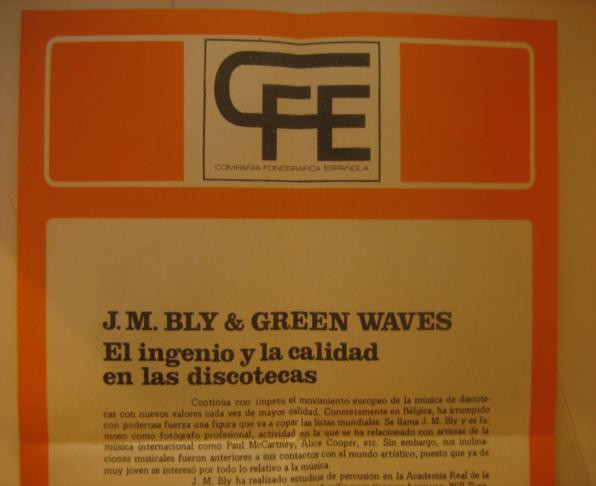 CFE
COMPAÑIA FONOGRAFICA ESPAÑOLA
J. M. BLY & GREEN WAVES
El ingenio y la calidad
en las discotecas
Continúa con ímpetu el movimiento europeo de la música de discote-
cas con nuevos valores cada vez de mayor calidad. Concretamente en Bélgica, ha irrumpido
con poderosa fuerza una figura que va a copar las listas mundiales. Se llama J. M. Bly y es fa-
moso como fotógrafo profesional, actividad en la que se ha relacionado con artistas de la
música internacional como Paul McCartney, Alice Cooper, etc. Sin embargo, sus inclina-
ciones musicales fueron anteriores a sus contactos con el mundo artístico, puesto que ya de
muy joven se interesó por todo lo relativo a la música.
J. M. Bly ha realizado estudios de percusión en la Academia Real de la